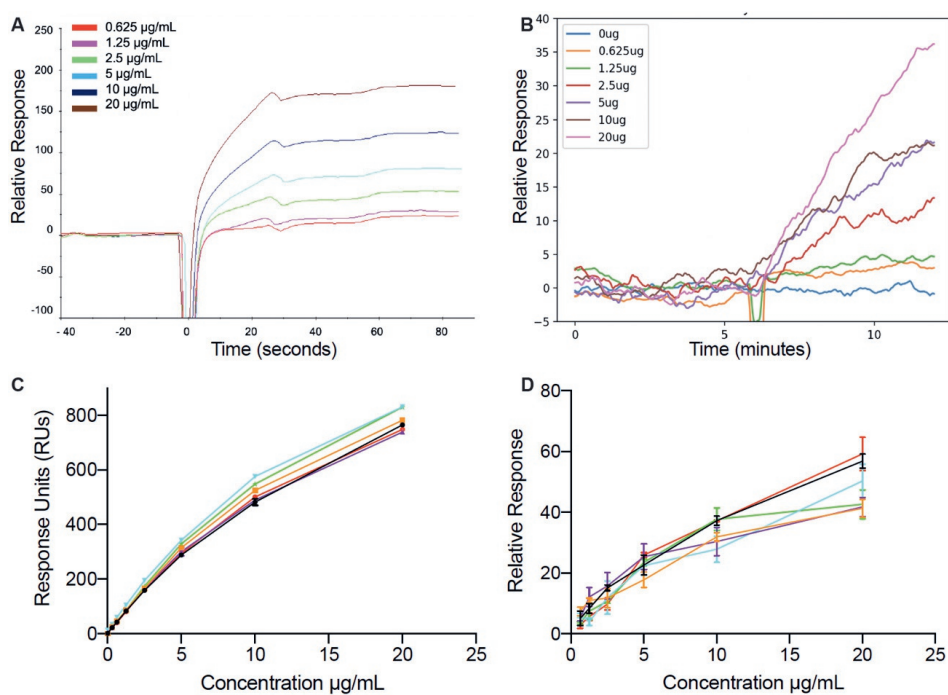 A
0.625 µg/mL
1.25 µg/mL
2.5 µg/mL
5 µg/mL
10 µg/mL
20 µg/mL
Relative Response
250
200
150
100
50
0
-50
-100
-40
-20
0
20
40
60
80
Time (seconds)
B
0ug
0.625ug
1.25ug
2.5ug
5ug
10ug
20ug
Relative Response
40
35
30
25
20
15
10
5
0
−5
0
5
10
Time (minutes)
C
Response Units (RUs)
800
600
400
200
0
0
5
10
15
20
25
Concentration µg/mL
D
Relative Response
80
60
40
20
0
0
5
10
15
20
25
Concentration µg/mL